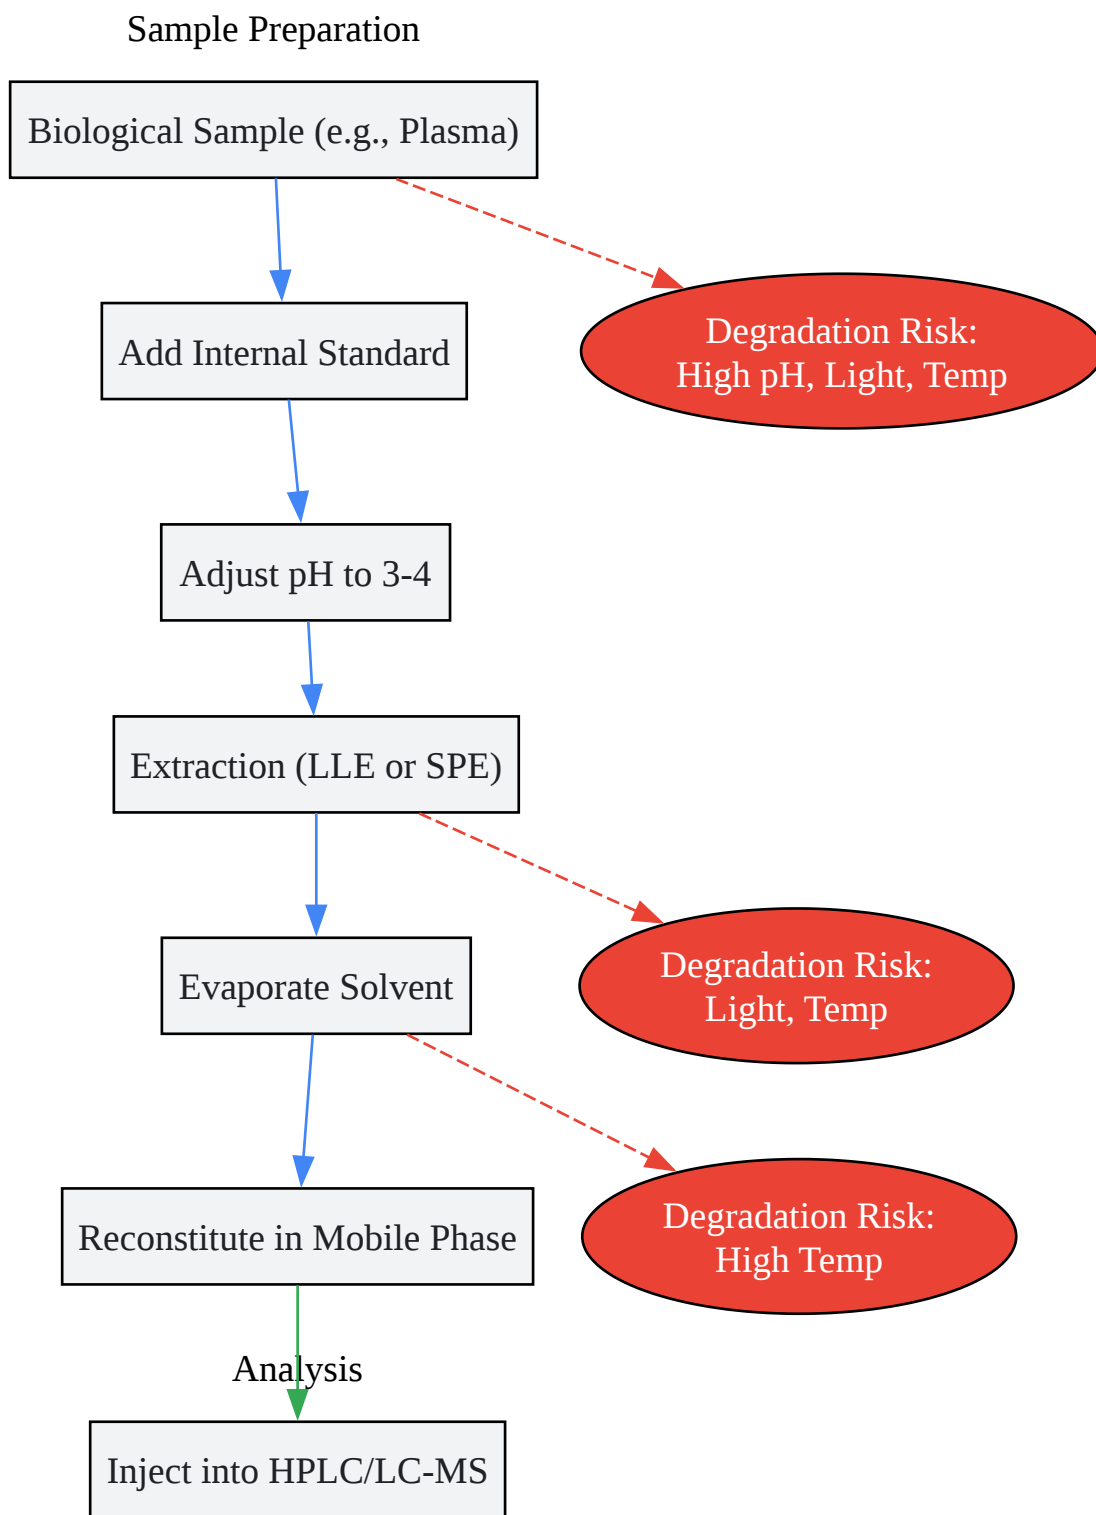 Sample Preparation
Biological Sample (e.g., Plasma)
Add Internal Standard
Degradation Risk:
High pH, Light, Temp
Adjust pH to 3-4
Extraction (LLE or SPE)
Evaporate Solvent
Degradation Risk:
Light, Temp
Reconstitute in Mobile Phase
Degradation Risk:
High Temp
Analysis
Inject into HPLC/LC-MS